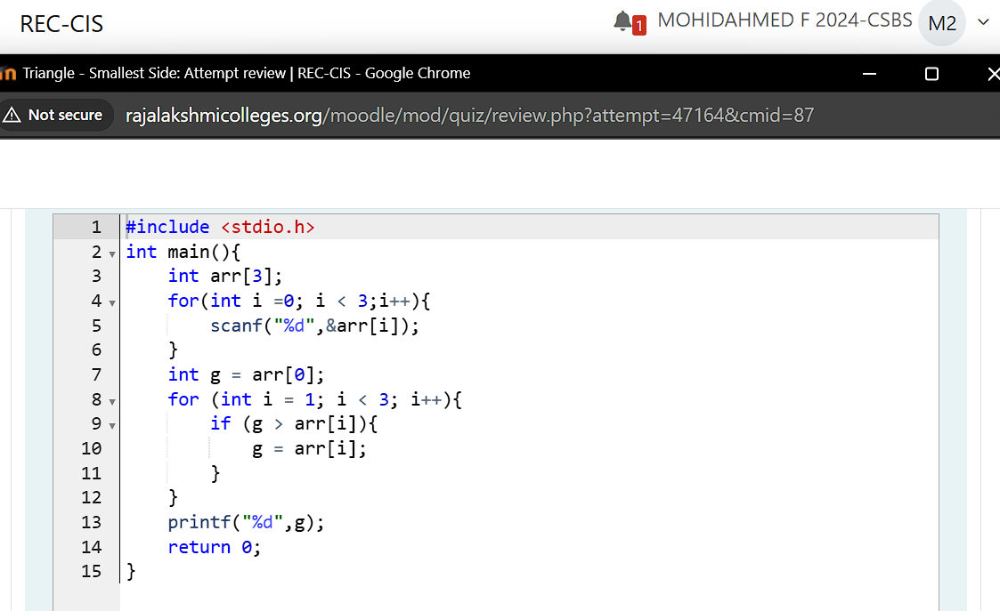 REC-CIS
1 MOHIDAHMED F 2024-CSBS M2
Triangle - Smallest Side: Attempt review | REC-CIS - Google Chrome
Not secure rajalakshmicolleges.org/moodle/mod/quiz/review.php?attempt=47164&cmid=87
1 #include <stdio.h>
2 int main(){
3     int arr[3];
4     for(int i =0; i < 3;i++){
5         scanf("%d",&arr[i]);
6     }
7     int g = arr[0];
8     for (int i = 1; i < 3; i++){
9         if (g > arr[i]){
10             g = arr[i];
11         }
12     }
13     printf("%d",g);
14     return 0;
15 }